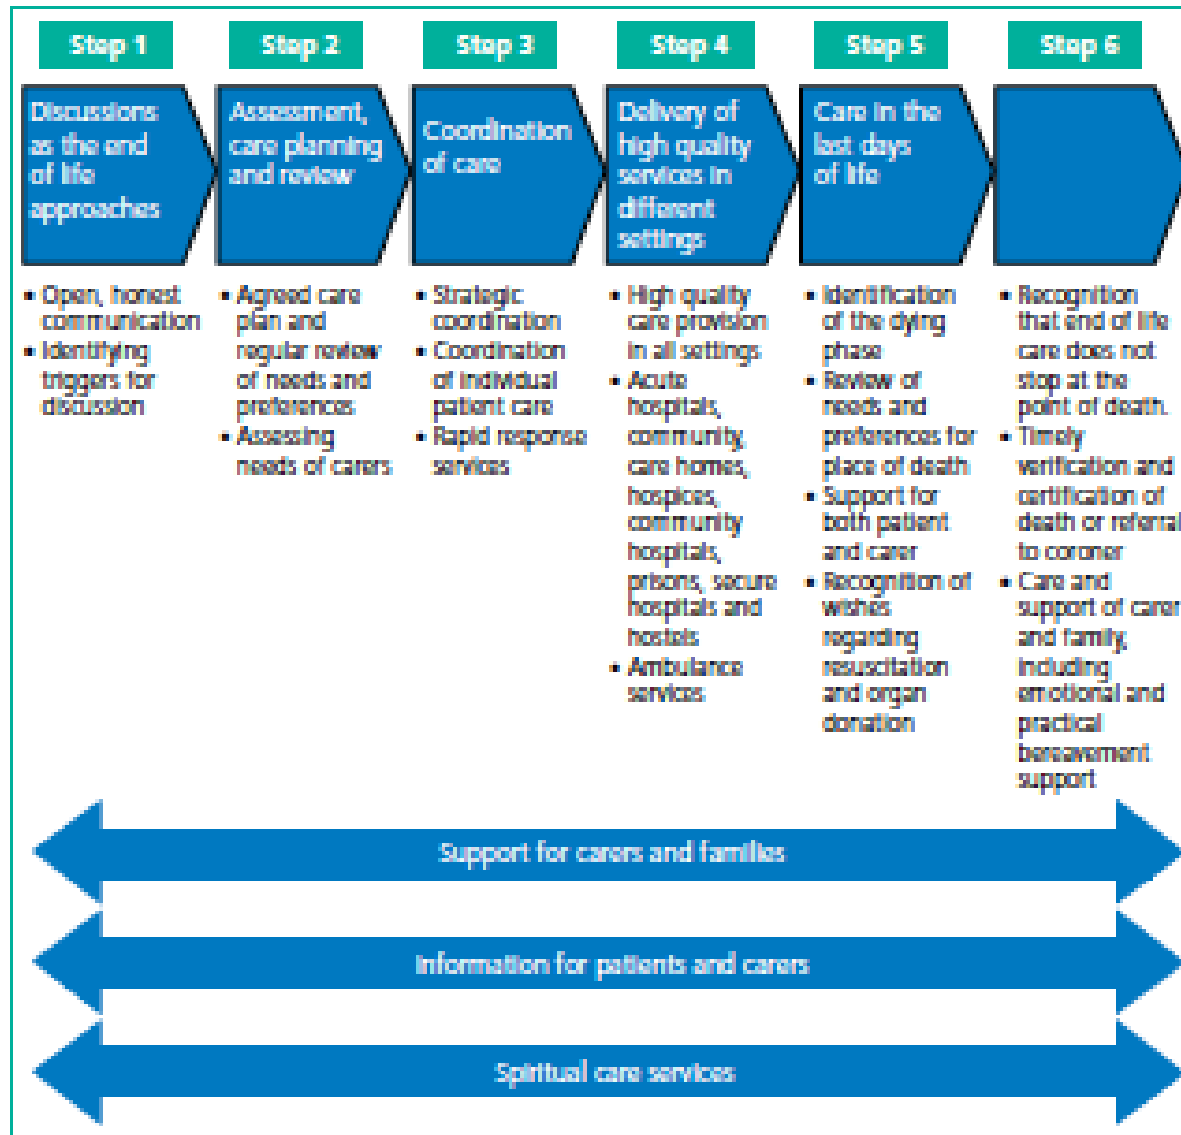 Step 1
Step 2
Step 3
Step 4
Step 5
Step 6
Discussions
as the end
of life
approaches
Assessment,
care planning
and review
Coordination
of care
Delivery of
high quality
services in
different
settings
Care in the
last days
of life
• Open, honest
communication
• Identifying
triggers for
discussion
• Agreed care
plan and
regular review
of needs and
preferences
• Assessing
needs of carers
• Strategic
coordination
• Coordination
of individual
patient care
• Rapid response
services
• High quality
care provision
in all settings
• Acute
hospitals,
community,
care homes,
hospices,
community
hospitals,
prisons, secure
hospitals and
hostels
• Ambulance
services
• Identification
of the dying
phase
• Review of
needs and
preferences for
place of death
• Support for
both patient
and carer
• Recognition of
wishes
regarding
resuscitation
and organ
donation
• Recognition
that end of life
care does not
stop at the
point of death.
• Timely
verification and
certification of
death or referral
to coroner
• Care and
support of carer
and family,
including
emotional and
practical
bereavement
support
Support for carers and families
Information for patients and carers
Spiritual care services